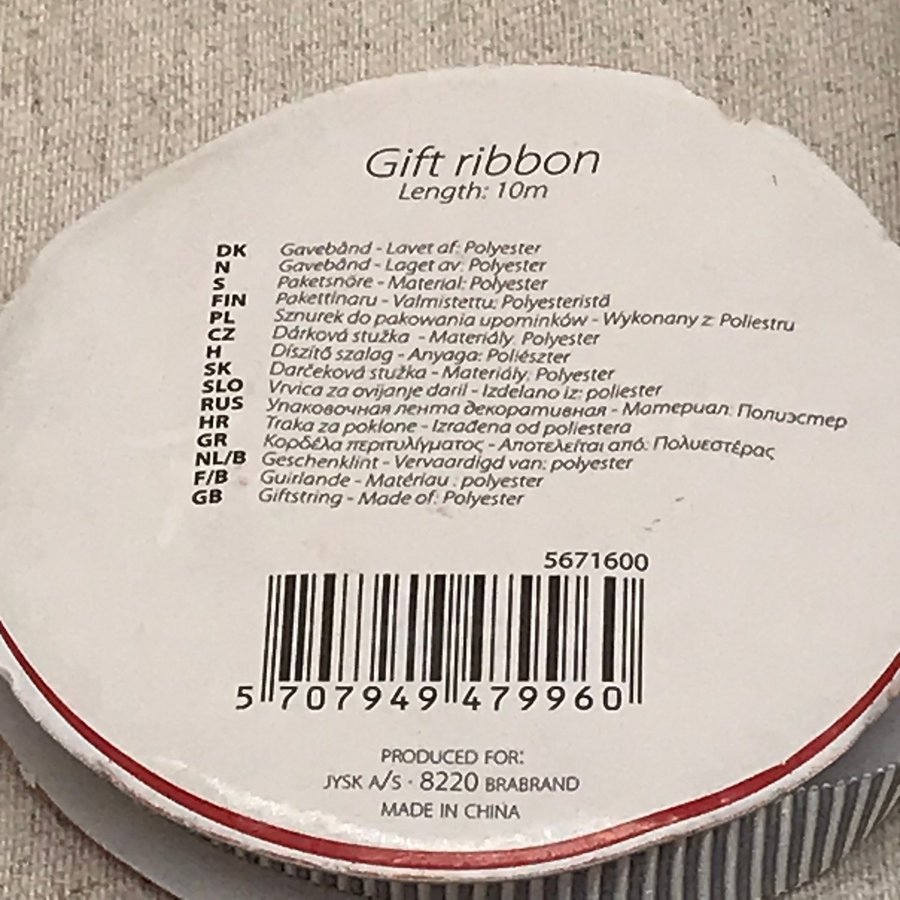 Gift ribbon
Length: 10m
DK Gavebånd - Lavet af: Polyester
N Gavebånd - Laget av: Polyester
S Paketsnöre - Material: Polyester
FIN Pakettinaru - Valmistettu: Polyesteristä
PL Sznurek do pakowania upominków - Wykonany z: Poliestru
CZ Dárková stužka - Materiály: Polyester
H Díszítő szalag - Anyaga: Poliészter
SK Darčeková stužka - Materiály: Polyester
SLO Vrvica za ovijanje daril - Izdelano iz: poliester
RUS Упаковочная лента декоративная - Материал: Полиэстер
HR Traka za poklone - Izrađena od poliestera
GR Κορδέλα περιτυλίγματος - Αποτελείται από: Πολυεστέρας
NL/B Geschenklint - Vervaardigd van: polyester
F/B Guirlande - Matériau : polyester
GB Giftstring - Made of: Polyester
5671600
5 707949 479960
PRODUCED FOR:
JYSK A/S · 8220 BRABRAND
MADE IN CHINA